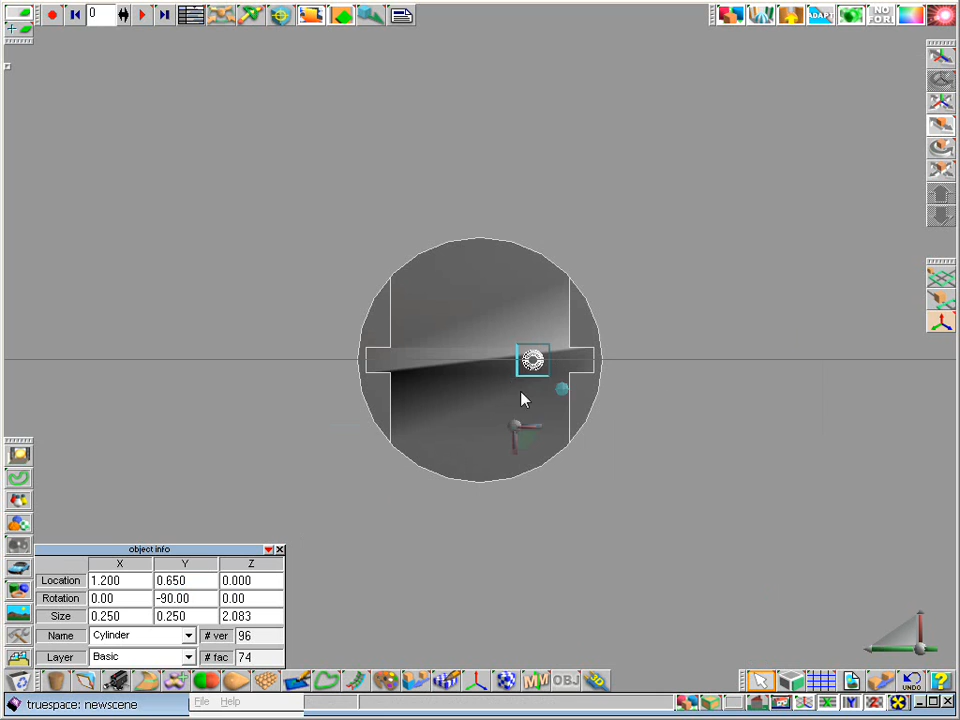 0
ADAPT
NO
FOR!
object info
X Y Z
Location 1.200 0.650 0.000
Rotation 0.00 -90.00 0.00
Size 0.250 0.250 2.083
Name Cylinder # ver 96
Layer Basic # fac 74
MW OBJ
UNDO
truespace: newscene File Help
X Y Z